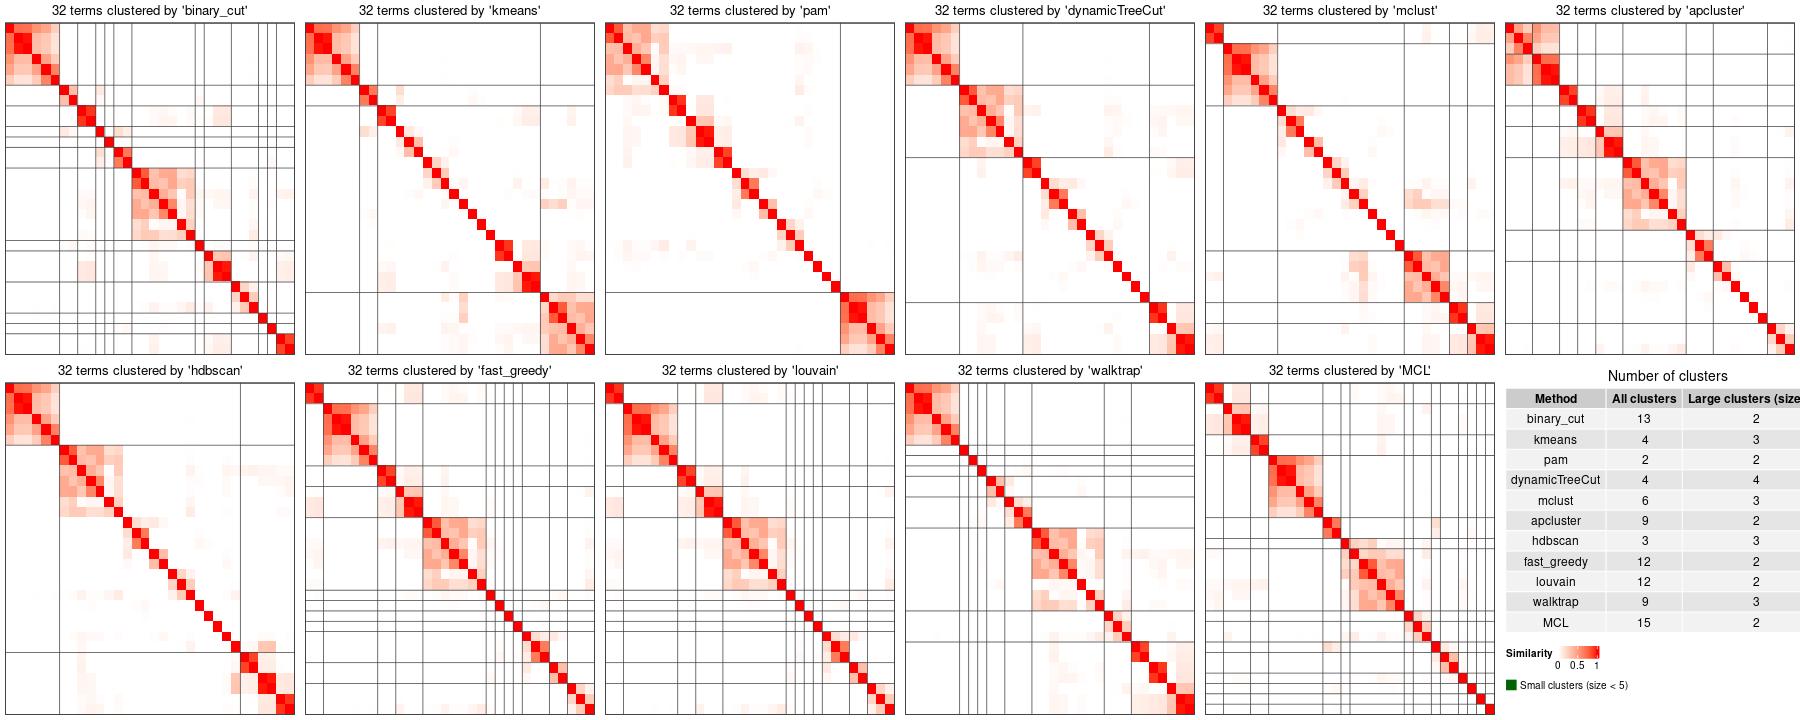 32 terms clustered by 'binary_cut'
32 terms clustered by 'kmeans'
32 terms clustered by 'pam'
32 terms clustered by 'dynamicTreeCut'
32 terms clustered by 'mclust'
32 terms clustered by 'apcluster'
32 terms clustered by 'hdbscan'
32 terms clustered by 'fast_greedy'
32 terms clustered by 'louvain'
32 terms clustered by 'walktrap'
32 terms clustered by 'MCL'
Number of clusters
Method All clusters Large clusters (size
binary_cut 13 2
kmeans 4 3
pam 2 2
dynamicTreeCut 4 4
mclust 6 3
apcluster 9 2
hdbscan 3 3
fast_greedy 12 2
louvain 12 2
walktrap 9 3
MCL 15 2
Similarity
0 0.5 1
Small clusters (size < 5)